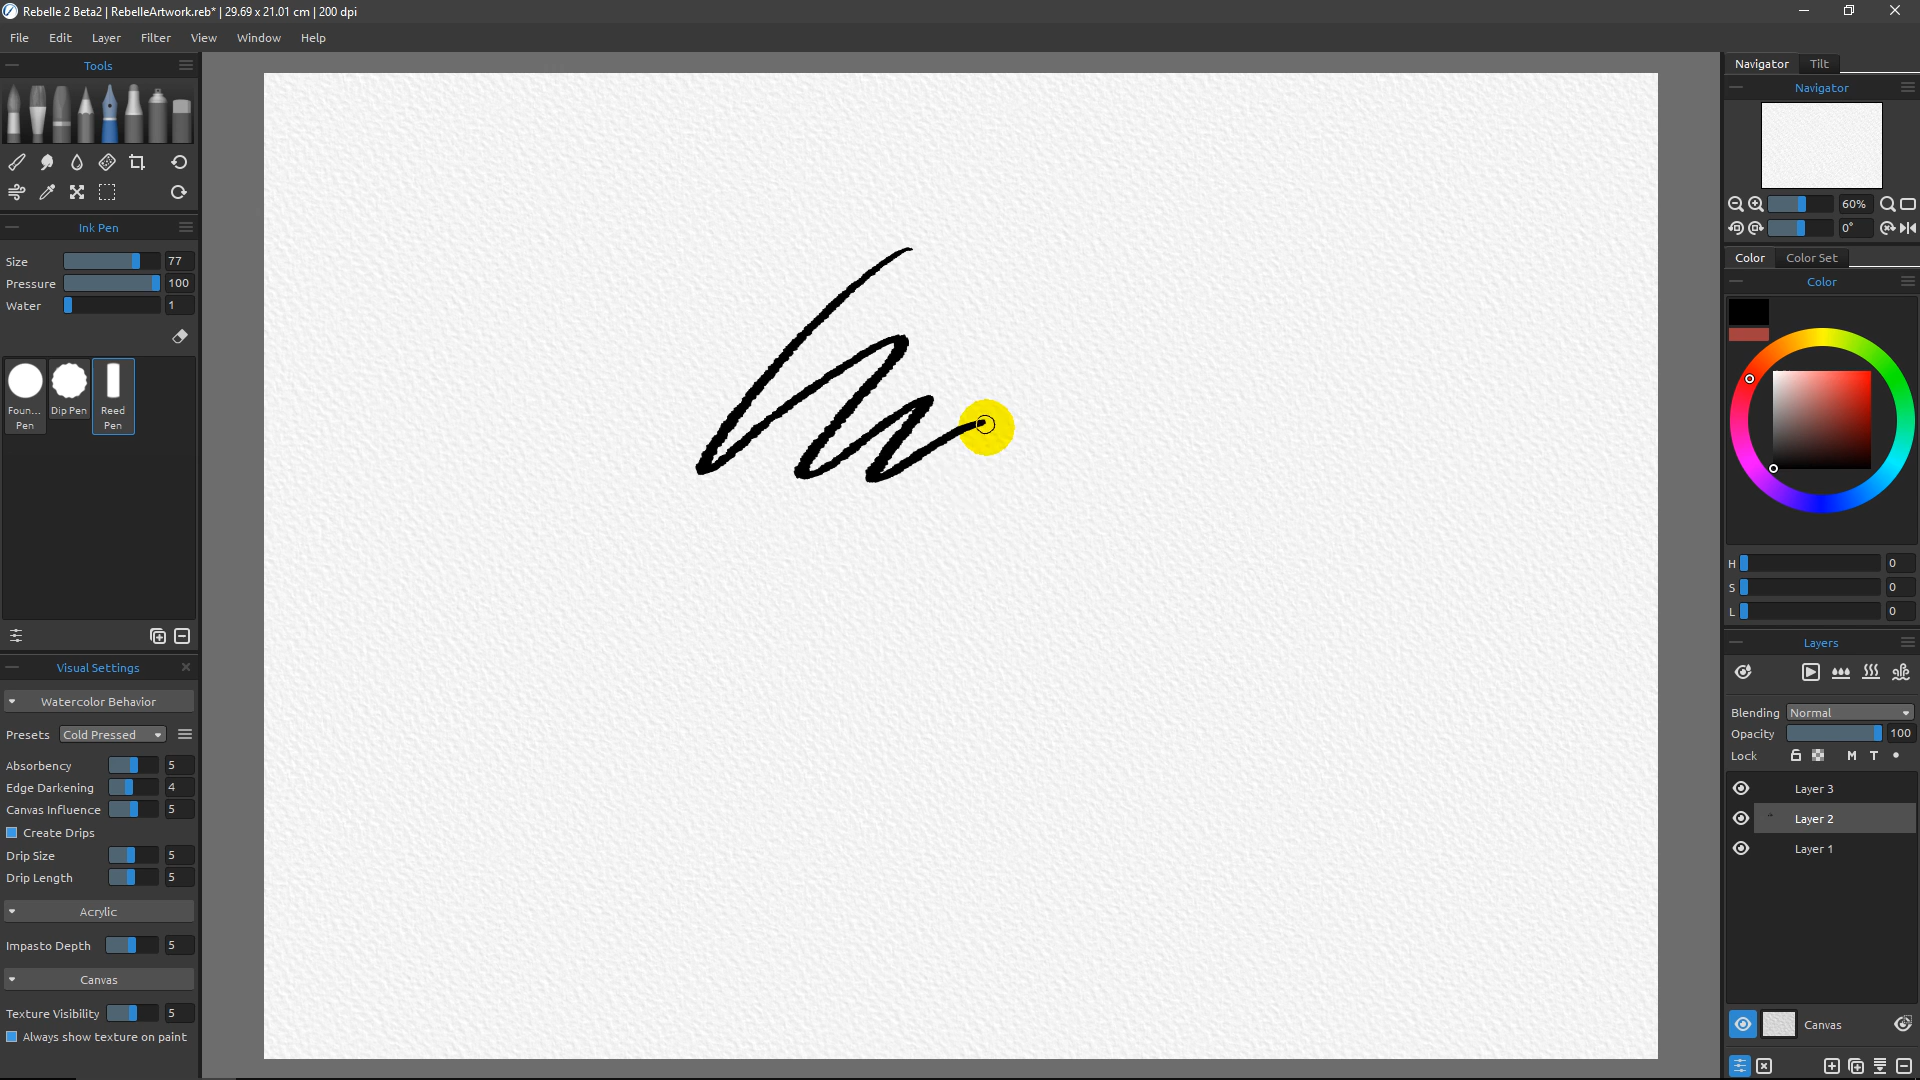 Rebelle 2 Beta2 | RebelleArtwork.reb* | 29.69 x 21.01 cm | 200 dpi
File Edit Layer Filter View Window Help
Tools
Ink Pen
Size 77
Pressure 100
Water 1
Foun... Pen
Dip Pen
Reed Pen
Visual Settings
Watercolor Behavior
Presets Cold Pressed
Absorbency 5
Edge Darkening 4
Canvas Influence 5
Create Drips
Drip Size 5
Drip Length 5
Acrylic
Impasto Depth 5
Canvas
Texture Visibility 5
Always show texture on paint
Navigator Tilt
Navigator
60%
0°
Color Color Set
Color
H 0
S 0
L 0
Layers
Blending Normal
Opacity 100
Lock M T
Layer 3
Layer 2
Layer 1
Canvas